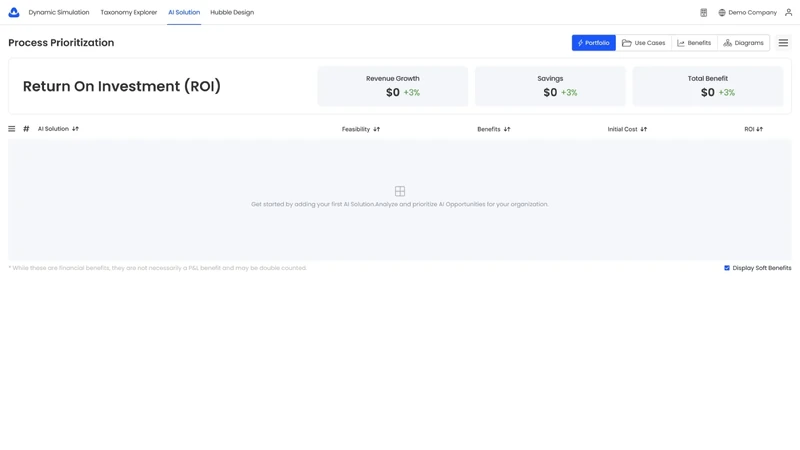 Dynamic Simulation Taxonomy Explorer AI Solution Hubble Design Demo Company
Process Prioritization Portfolio Use Cases Benefits Diagrams
Return On Investment (ROI)
Revenue Growth
$0 +3%
Savings
$0 +3%
Total Benefit
$0 +3%
# AI Solution Feasibility Benefits Initial Cost ROI
Get started by adding your first AI Solution.Analyze and prioritize AI Opportunities for your organization.
* While these are financial benefits, they are not necessarily a P&L benefit and may be double counted. Display Soft Benefits